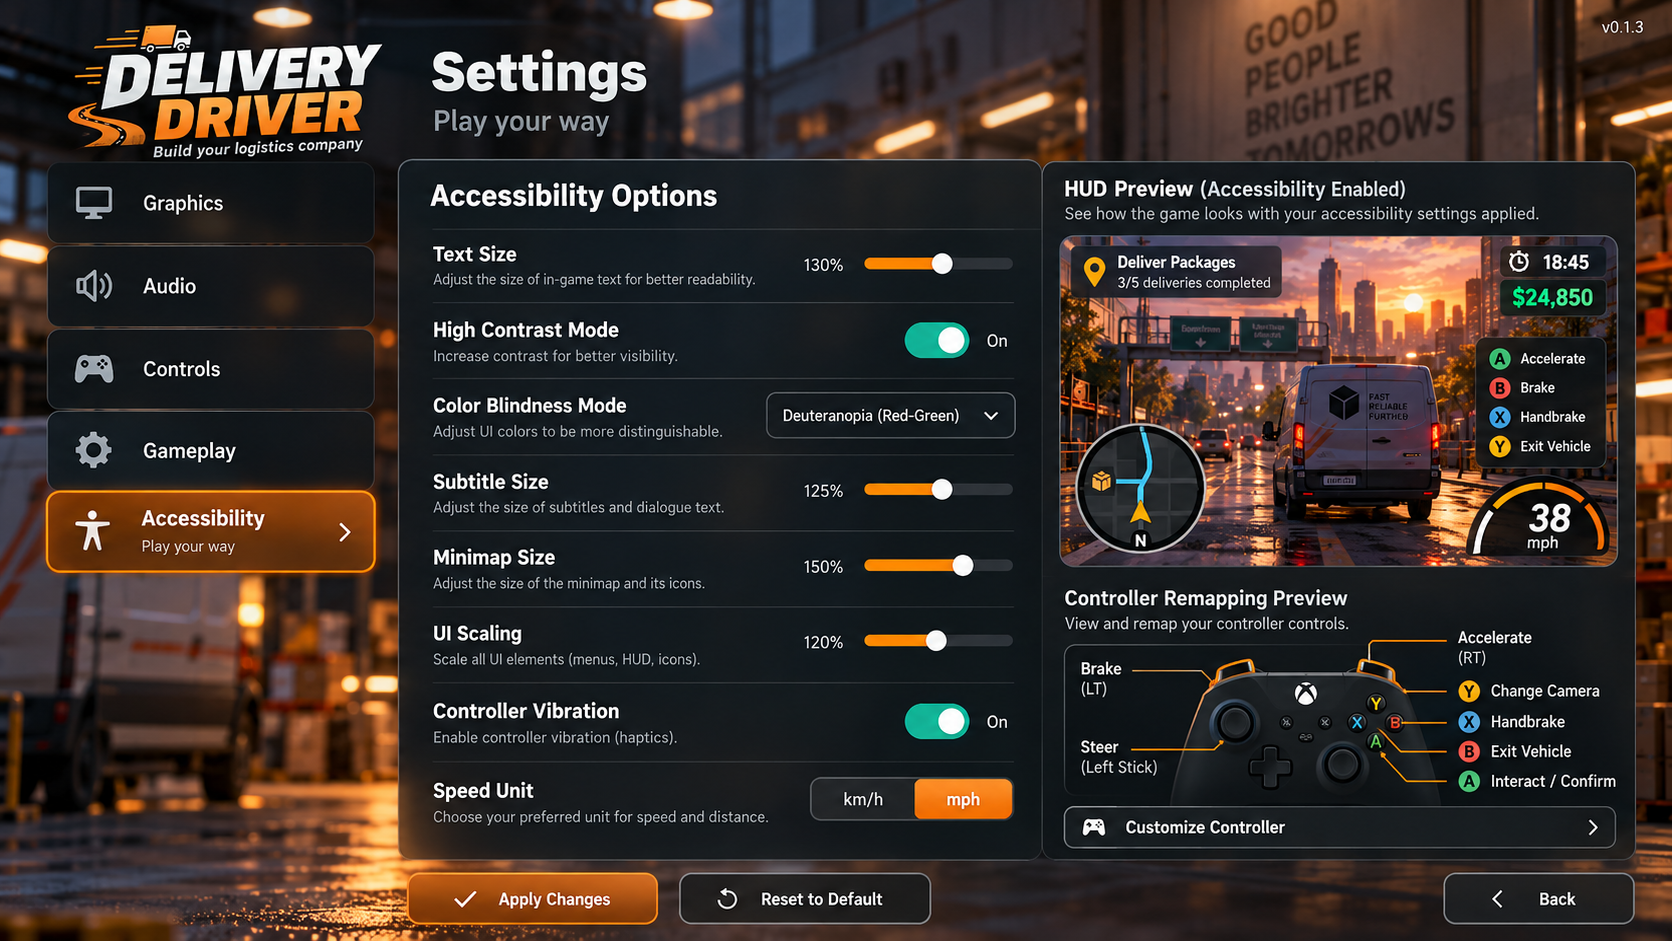 DELIVERY
DRIVER
Build your logistics company
Settings
Play your way
GOOD
PEOPLE
BRIGHTER
TOMORROWS
v0.1.3
Graphics
Audio
Controls
Gameplay
Accessibility
Play your way
Accessibility Options
Text Size
Adjust the size of in-game text for better readability.
130%
High Contrast Mode
Increase contrast for better visibility.
On
Color Blindness Mode
Adjust UI colors to be more distinguishable.
Deuteranopia (Red-Green)
Subtitle Size
Adjust the size of subtitles and dialogue text.
125%
Minimap Size
Adjust the size of the minimap and its icons.
150%
UI Scaling
Scale all UI elements (menus, HUD, icons).
120%
Controller Vibration
Enable controller vibration (haptics).
On
Speed Unit
Choose your preferred unit for speed and distance.
km/h
mph
HUD Preview (Accessibility Enabled)
See how the game looks with your accessibility settings applied.
Deliver Packages
3/5 deliveries completed
18:45
$24,850
A Accelerate
B Brake
X Handbrake
Y Exit Vehicle
FAST
RELIABLE
FURTHER
N
38
mph
Controller Remapping Preview
View and remap your controller controls.
Brake
(LT)
Steer
(Left Stick)
Y
X
B
A
Accelerate
(RT)
Y Change Camera
X Handbrake
B Exit Vehicle
A Interact / Confirm
Customize Controller
Apply Changes
Reset to Default
Back